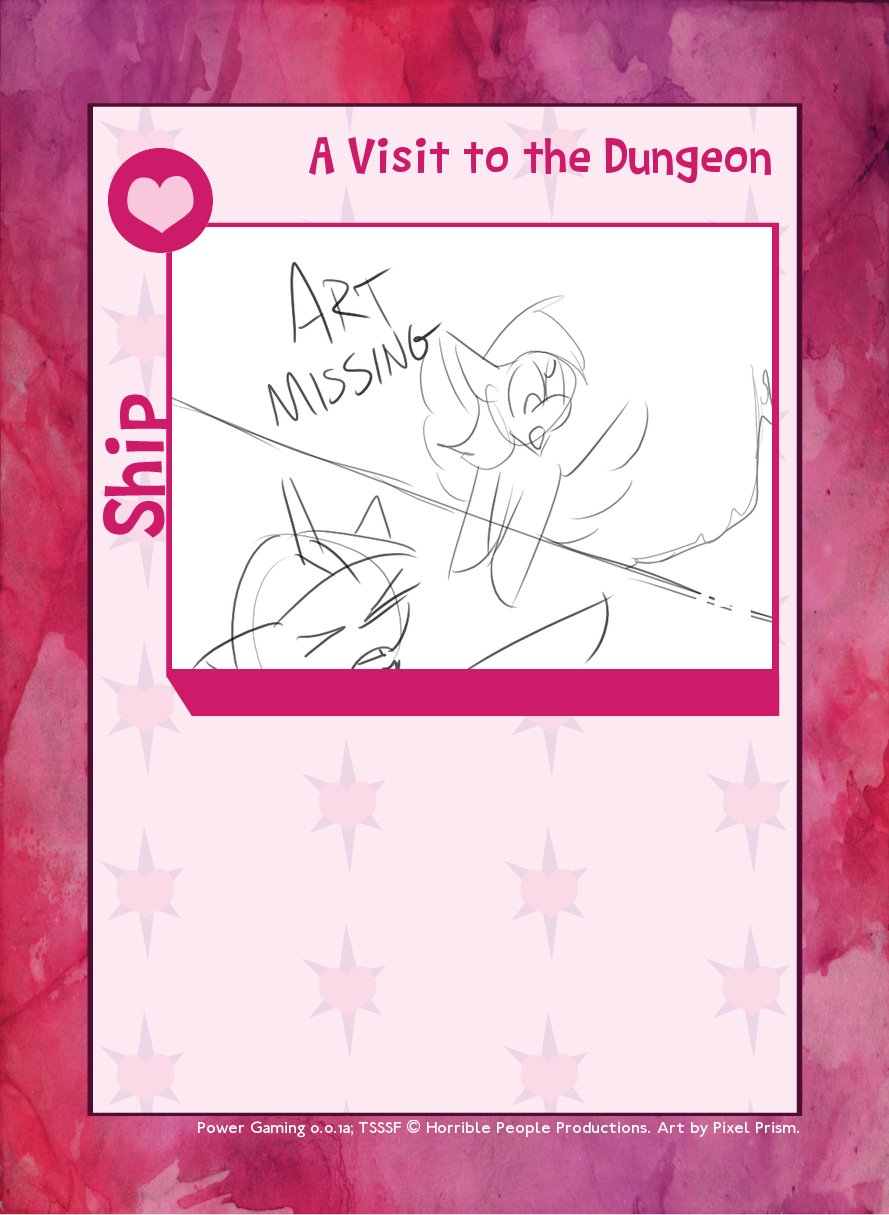 A Visit to the Dungeon
ART
MISSING
Ship
Power Gaming 0.0.1a; TSSSF © Horrible People Productions. Art by Pixel Prism.